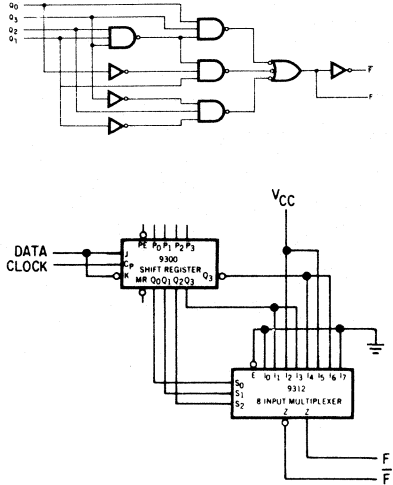 Q0
Q3
Q2
Q1
F̅
F
VCC
DATA
CLOCK
PE P0 P1 P2 P3
J
CP
K
9300
SHIFT REGISTER
MR Q0 Q1 Q2 Q3
Q̅3
E I0 I1 I2 I3 I4 I5 I6 I7
S0
S1
S2
9312
8 INPUT MULTIPLEXER
Z̅ Z
F
F̅